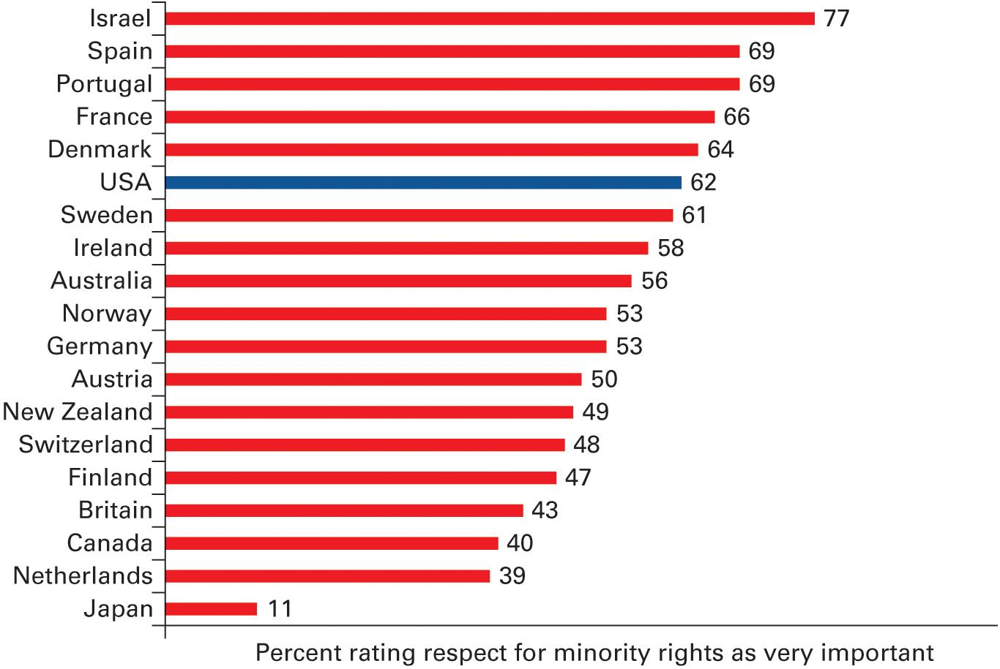 Israel 77
Spain 69
Portugal 69
France 66
Denmark 64
USA 62
Sweden 61
Ireland 58
Australia 56
Norway 53
Germany 53
Austria 50
New Zealand 49
Switzerland 48
Finland 47
Britain 43
Canada 40
Netherlands 39
Japan 11
Percent rating respect for minority rights as very important